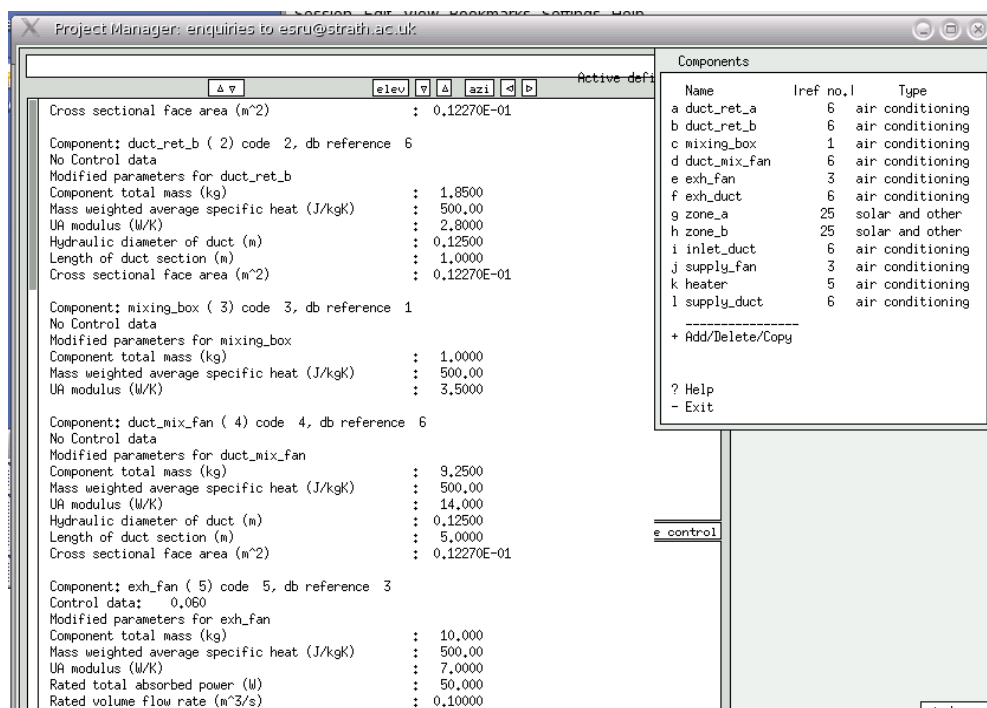 Session Edit View Bookmarks Settings Help
Project Manager: enquiries to esru@strath.ac.uk
Active defi
elev
azi
Cross sectional face area (m^2) : 0.12270E-01
Component: duct_ret_b ( 2) code 2, db reference 6
No Control data
Modified parameters for duct_ret_b
Component total mass (kg) : 1.8500
Mass weighted average specific heat (J/kgK) : 500.00
UA modulus (W/K) : 2.8000
Hydraulic diameter of duct (m) : 0.12500
Length of duct section (m) : 1.0000
Cross sectional face area (m^2) : 0.12270E-01
Component: mixing_box ( 3) code 3, db reference 1
No Control data
Modified parameters for mixing_box
Component total mass (kg) : 1.0000
Mass weighted average specific heat (J/kgK) : 500.00
UA modulus (W/K) : 3.5000
Component: duct_mix_fan ( 4) code 4, db reference 6
No Control data
Modified parameters for duct_mix_fan
Component total mass (kg) : 9.2500
Mass weighted average specific heat (J/kgK) : 500.00
UA modulus (W/K) : 14.000
Hydraulic diameter of duct (m) : 0.12500
Length of duct section (m) : 5.0000
Cross sectional face area (m^2) : 0.12270E-01
Component: exh_fan ( 5) code 5, db reference 3
Control data: 0.060
Modified parameters for exh_fan
Component total mass (kg) : 10.000
Mass weighted average specific heat (J/kgK) : 500.00
UA modulus (W/K) : 7.0000
Rated total absorbed power (W) : 50.000
Rated volume flow rate (m^3/s) : 0.10000
Components
Name |ref no.| Type
a duct_ret_a 6 air conditioning
b duct_ret_b 6 air conditioning
c mixing_box 1 air conditioning
d duct_mix_fan 6 air conditioning
e exh_fan 3 air conditioning
f exh_duct 6 air conditioning
g zone_a 25 solar and other
h zone_b 25 solar and other
i inlet_duct 6 air conditioning
j supply_fan 3 air conditioning
k heater 5 air conditioning
l supply_duct 6 air conditioning
________________
+ Add/Delete/Copy
? Help
- Exit
e control